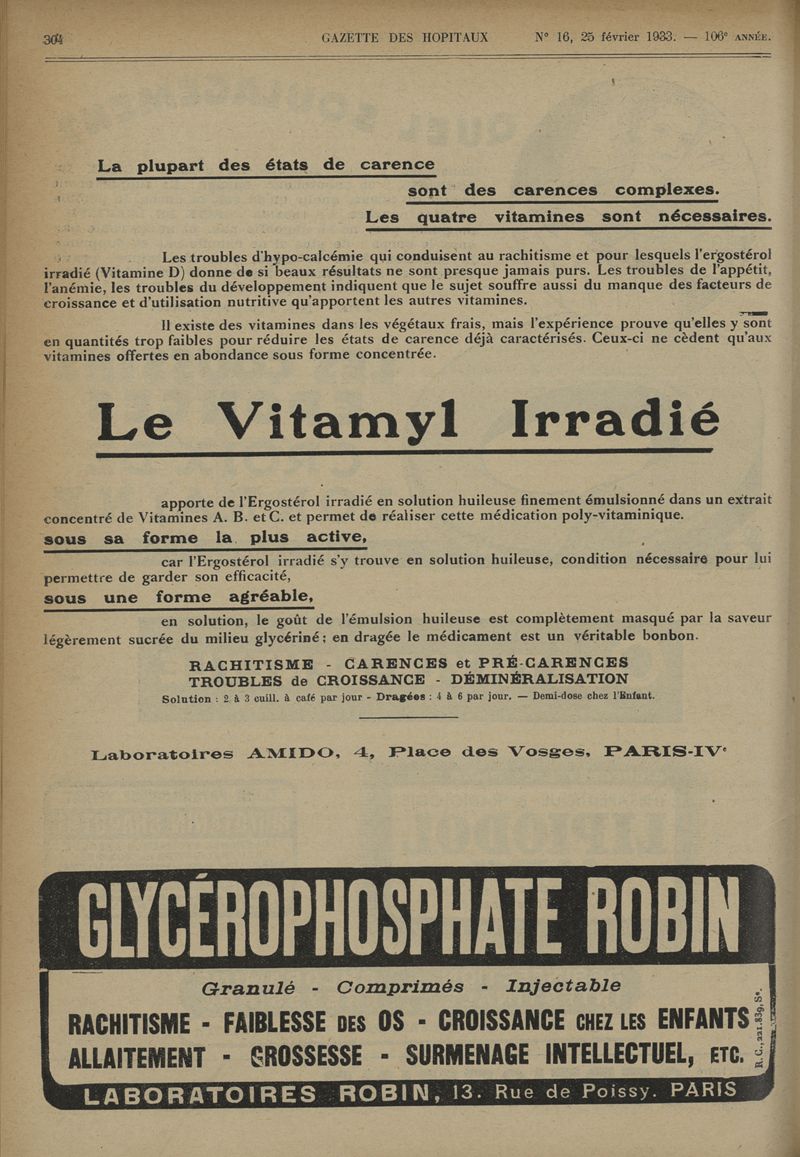 304 GAZETTE DES HOPITAUX N° 16, 25 février 1933. — 106e ANNÉE.
La plupart des états de carence
sont des carences complexes.
Les quatre vitamines sont nécessaires.
Les troubles d'hypo-calcémie qui conduisent au rachitisme et pour lesquels l'ergostérol
irradié (Vitamine D) donne de si beaux résultats ne sont presque jamais purs. Les troubles de l'appétit,
l'anémie, les troubles du développement indiquent que le sujet souffre aussi du manque des facteurs de
croissance et d'utilisation nutritive qu'apportent les autres vitamines.
Il existe des vitamines dans les végétaux frais, mais l'expérience prouve qu'elles y sont
en quantités trop faibles pour réduire les états de carence déjà caractérisés. Ceux-ci ne cèdent qu'aux
vitamines offertes en abondance sous forme concentrée.
Le Vitamyl Irradié
apporte de l'Ergostérol irradié en solution huileuse finement émulsionné dans un extrait
concentré de Vitamines A. B. et C. et permet de réaliser cette médication poly-vitaminique.
sous sa forme la plus active,
car l'Ergostérol irradié s'y trouve en solution huileuse, condition nécessaire pour lui
permettre de garder son efficacité,
sous une forme agréable,
en solution, le goût de l'émulsion huileuse est complètement masqué par la saveur
légèrement sucrée du milieu glycériné; en dragée le médicament est un véritable bonbon.
RACHITISME - CARENCES et PRÉ-CARENCES
TROUBLES de CROISSANCE - DÉMINÉRALISATION
Solution : 2 à 3 cuill. à café par jour - Dragées : 4 à 6 par jour. — Demi-dose chez l'Enfant.
Laboratoires AMIDO, 4, Place des Vosges, PARIS-IVe
GLYCÉROPHOSPHATE ROBIN
Granulé - Comprimés - Injectable
RACHITISME - FAIBLESSE DES OS - CROISSANCE CHEZ LES ENFANTS
ALLAITEMENT - GROSSESSE - SURMENAGE INTELLECTUEL, ETC.
R. C., 221.839, Se.
LABORATOIRES ROBIN, 13. Rue de Poissy. PARIS